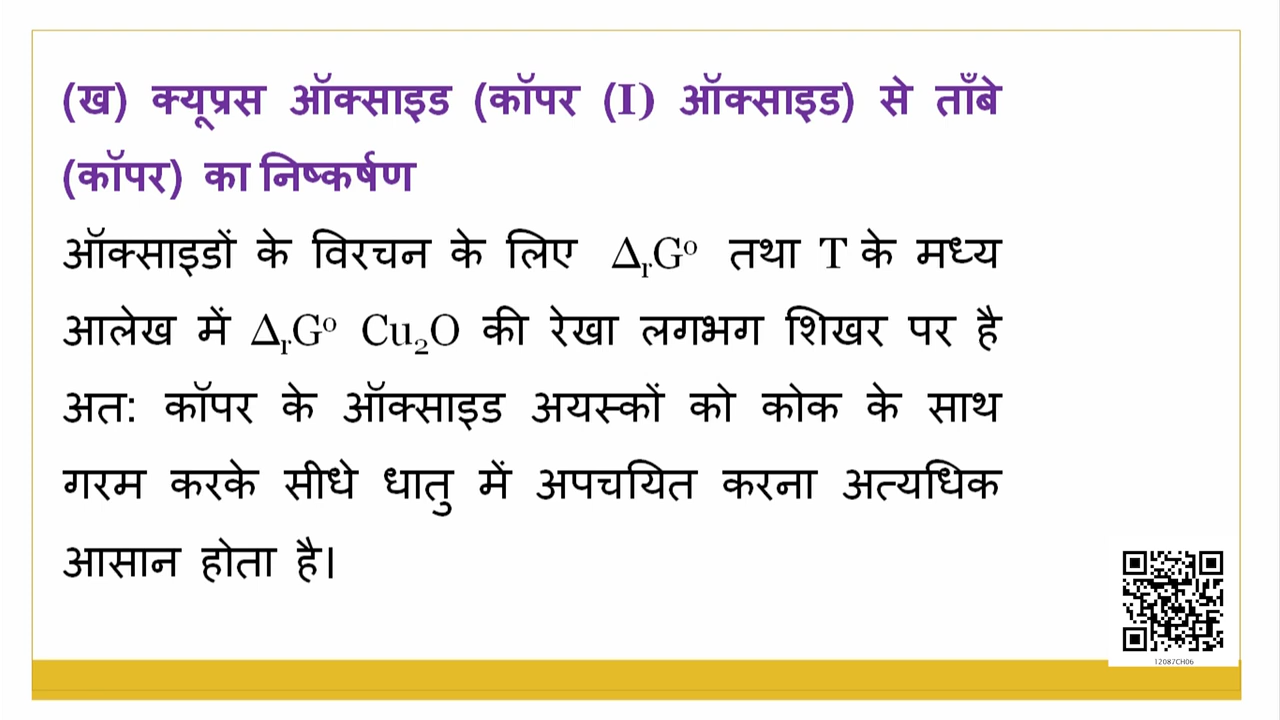 (ख) क्यूप्रस ऑक्साइड (कॉपर (I) ऑक्साइड) से ताँबे
(कॉपर) का निष्कर्षण
ऑक्साइडों के विरचन के लिए ΔᵣGº तथा T के मध्य
आलेख में ΔᵣGº Cu₂O की रेखा लगभग शिखर पर है
अत: कॉपर के ऑक्साइड अयस्कों को कोक के साथ
गरम करके सीधे धातु में अपचयित करना अत्यधिक
आसान होता है।
12087CH06